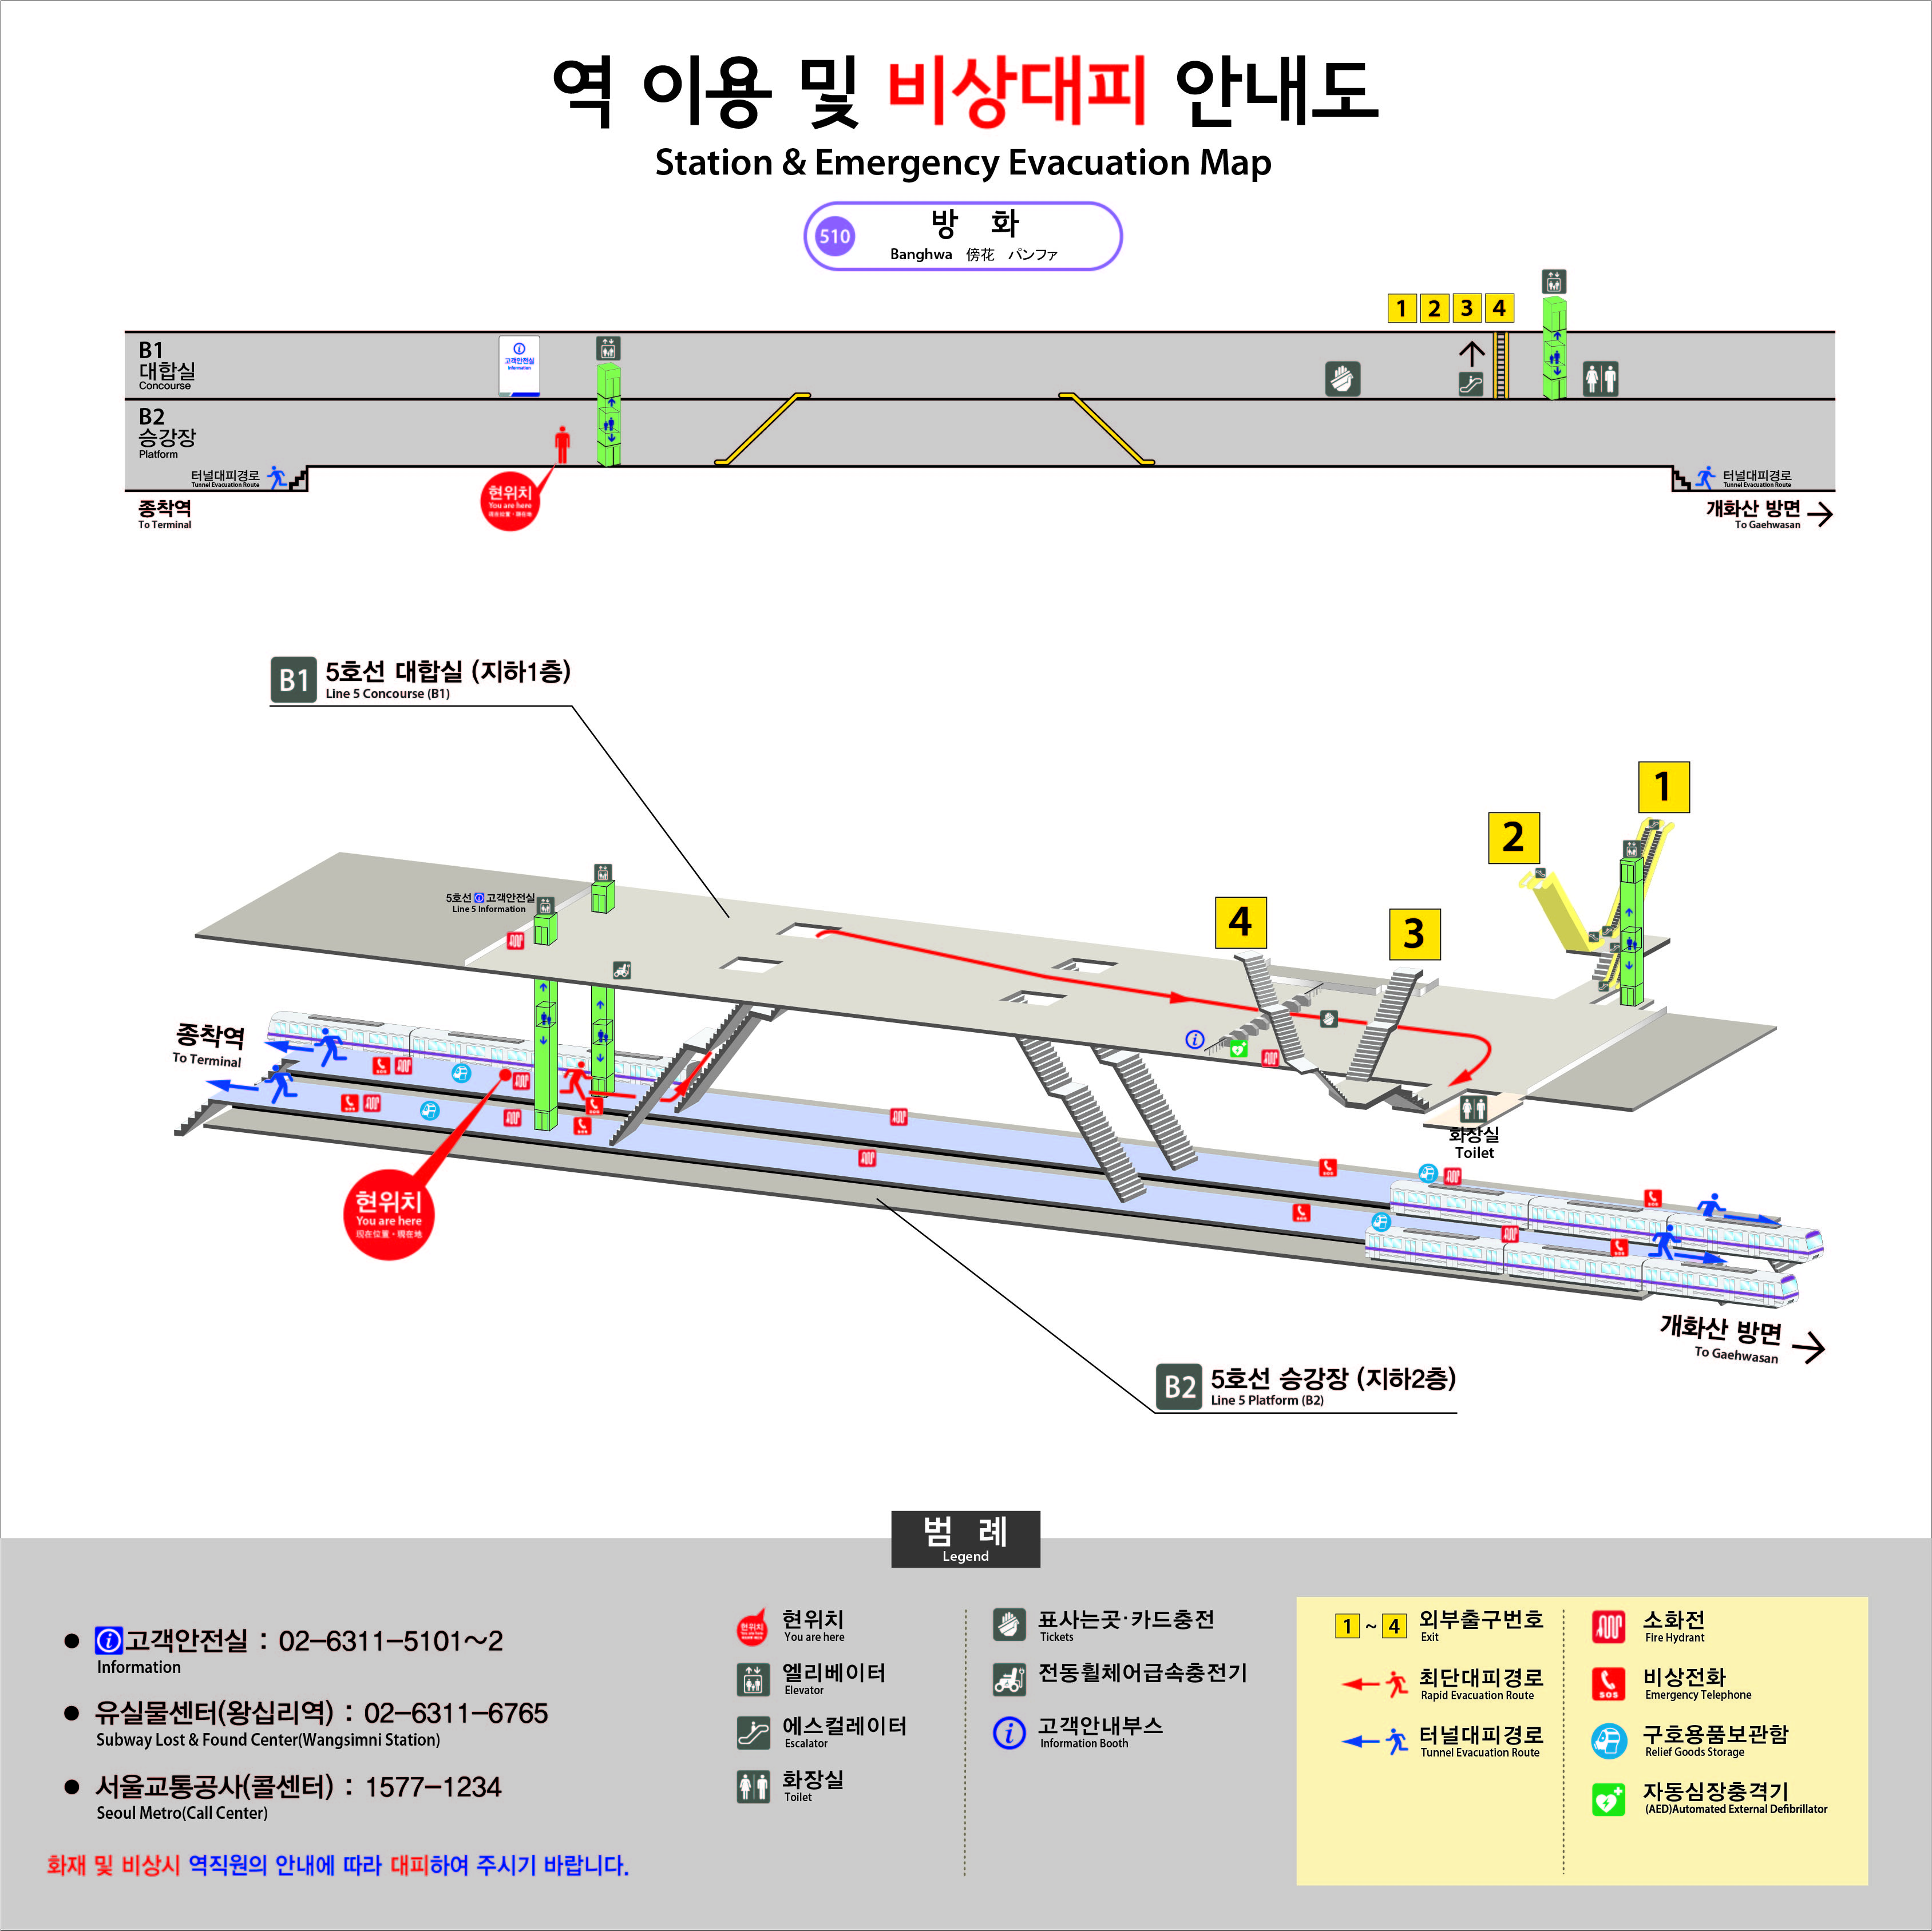 역 이용 및 비상대피 안내도
Station & Emergency Evacuation Map
510
방 화
Banghwa 傍花 パンファ
1 2 3 4
B1
대합실
Concourse
고객안전실
Information
B2
승강장
Platform
터널대피경로
Tunnel Evacuation Route
종착역
To Terminal
현위치
You are here
现在位置・現在地
터널대피경로
Tunnel Evacuation Route
개화산 방면
To Gaehwasan
B1
5호선 대합실 (지하1층)
Line 5 Concourse (B1)
1
2
4
3
5호선 고객안전실
Line 5 Information
종착역
To Terminal
화장실
Toilet
현위치
You are here
现在位置・現在地
개화산 방면
To Gaehwasan
B2
5호선 승강장 (지하2층)
Line 5 Platform (B2)
범 례
Legend
● 고객안전실 : 02-6311-5101~2
Information
● 유실물센터(왕십리역) : 02-6311-6765
Subway Lost & Found Center(Wangsimni Station)
● 서울교통공사(콜센터) : 1577-1234
Seoul Metro(Call Center)
화재 및 비상시 역직원의 안내에 따라 대피하여 주시기 바랍니다.
현위치
You are here
엘리베이터
Elevator
에스컬레이터
Escalator
화장실
Toilet
표사는곳·카드충전
Tickets
전동휠체어급속충전기
고객안내부스
Information Booth
1 ~ 4 외부출구번호
Exit
최단대피경로
Rapid Evacuation Route
터널대피경로
Tunnel Evacuation Route
소화전
Fire Hydrant
SOS
비상전화
Emergency Telephone
구호용품보관함
Relief Goods Storage
자동심장충격기
(AED)Automated External Defibrillator